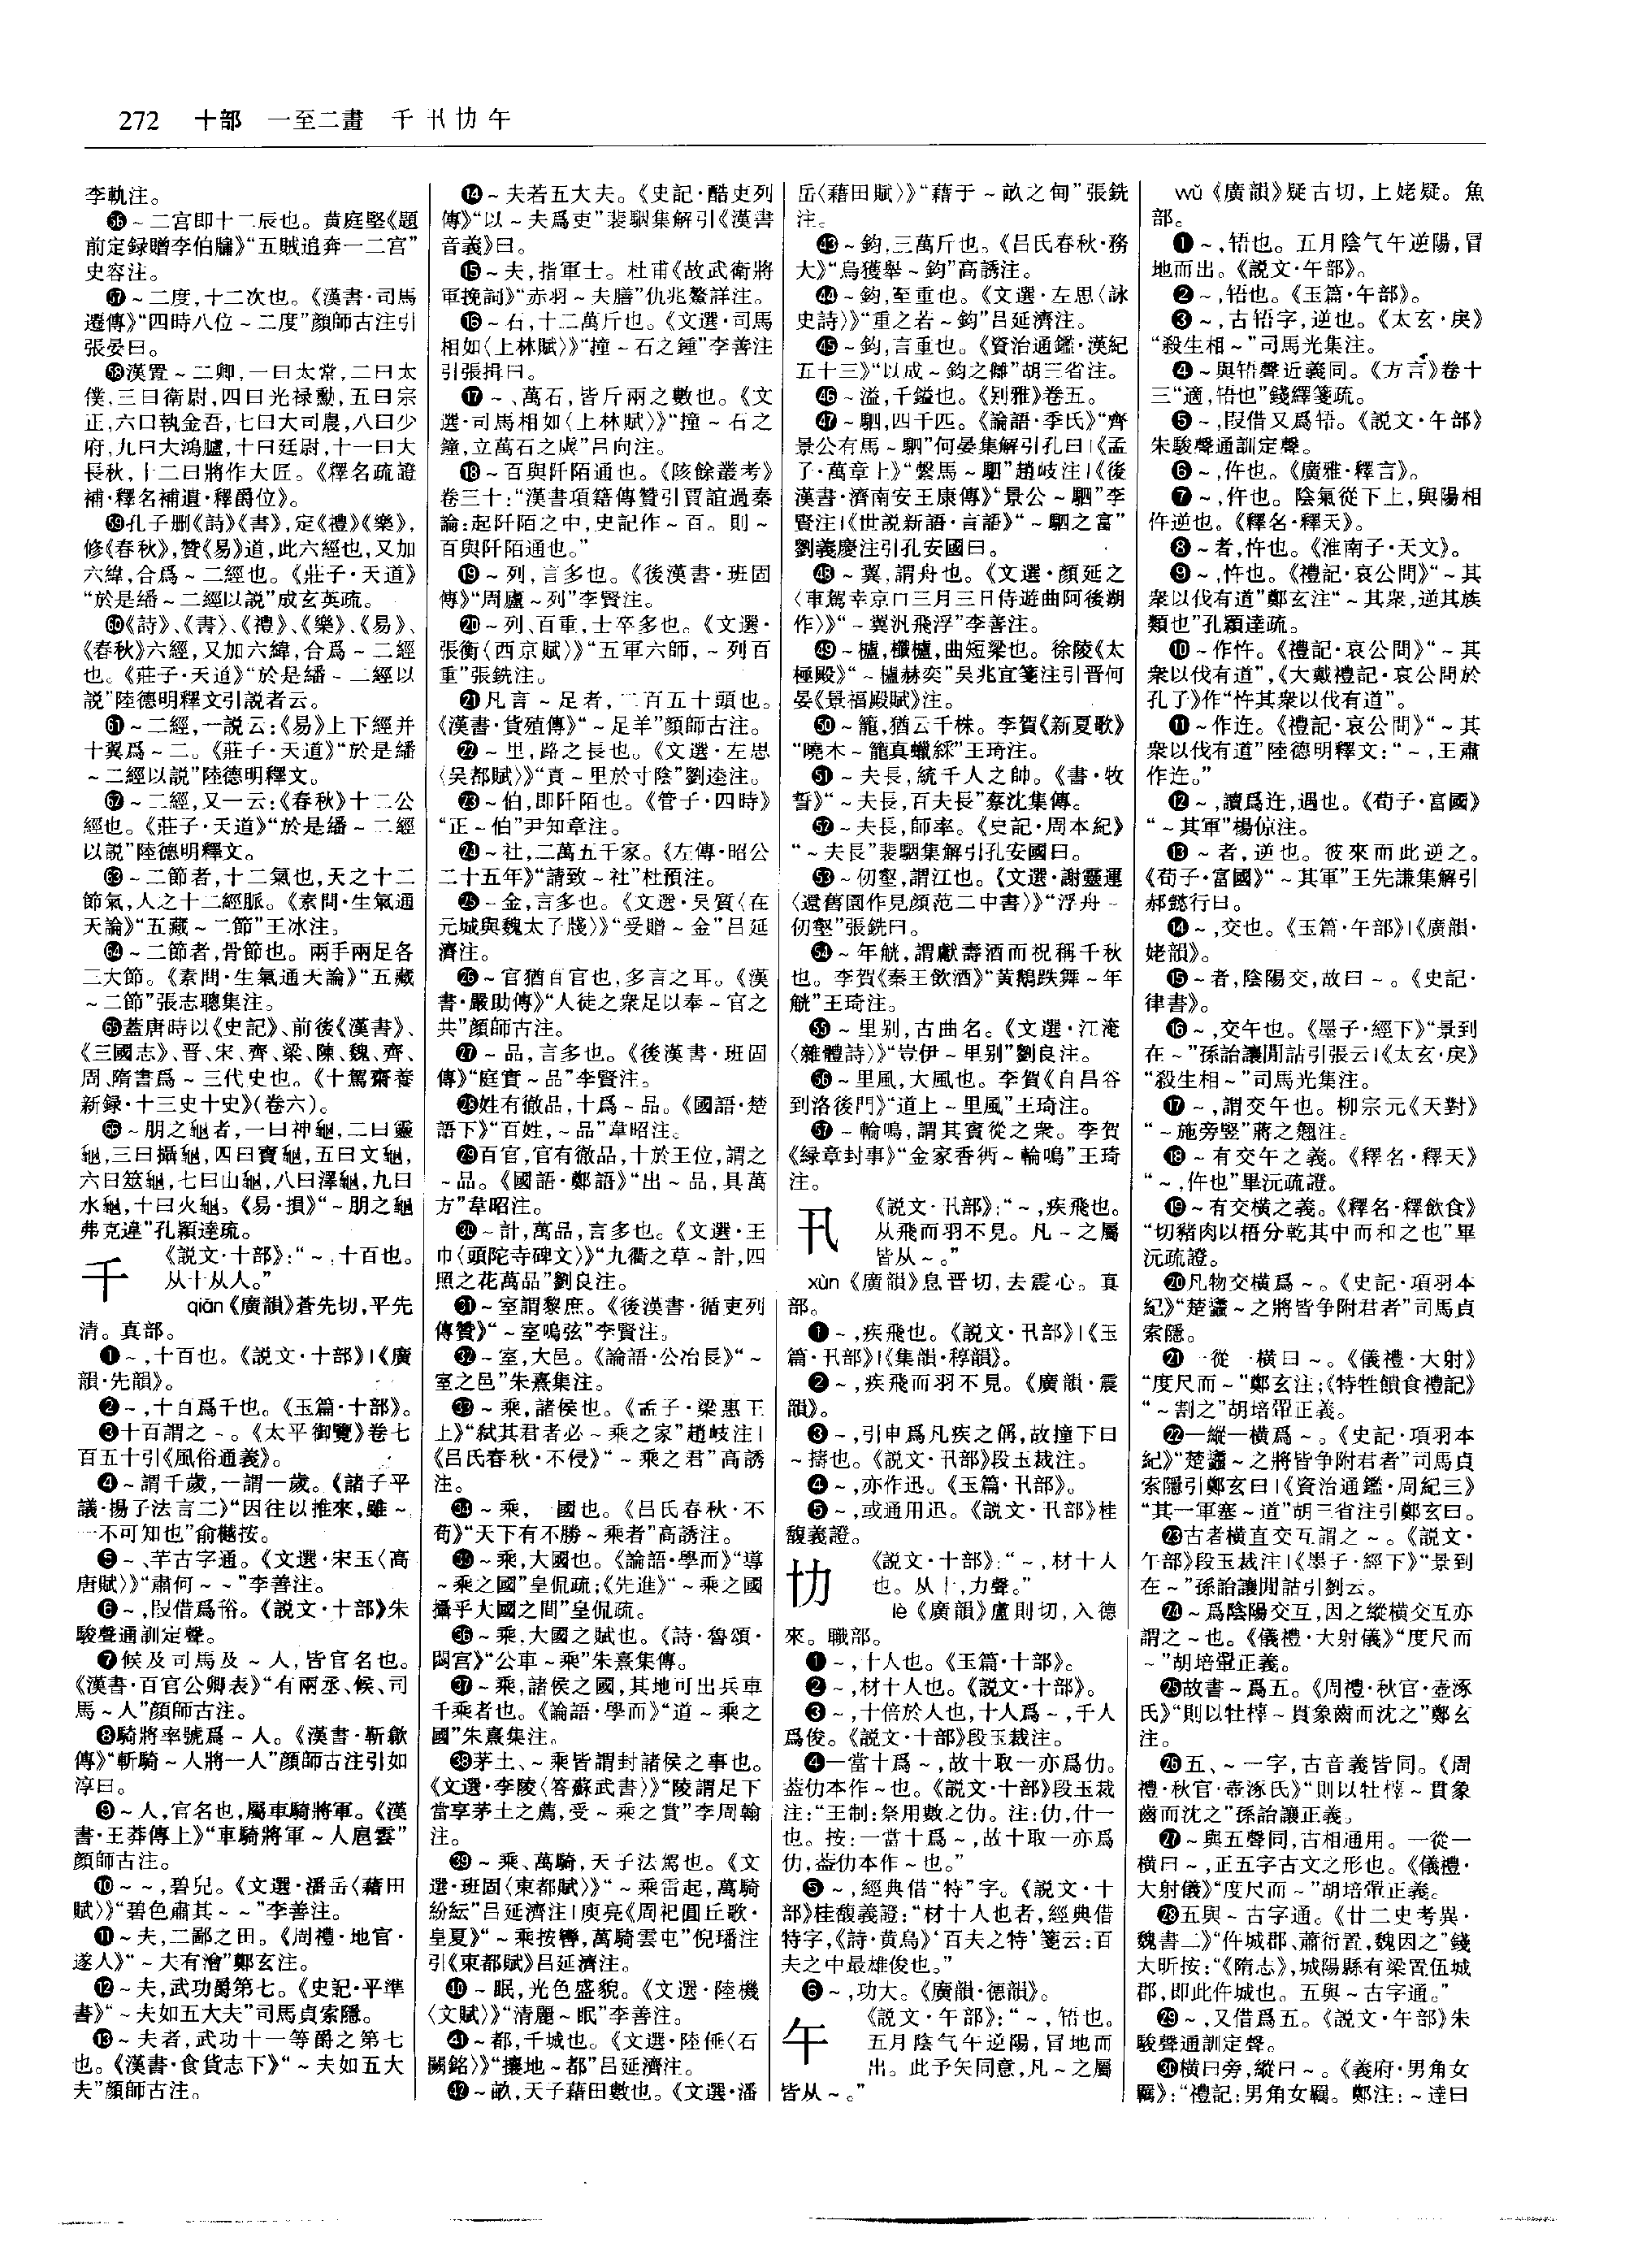 272 十部 一至二畫 千卂忇午
李軌注。
56～二宫即十二辰也。黄庭堅《題
前定録贈李伯牖》“五賊追奔一二宫”
史容注。
57～二度,十二次也。《漢書·司馬
遷傳》“四時八位～二度”顔師古注引
張晏曰。
58漢置～二卿,一曰太常,二曰太
僕,三曰衛尉,四曰光禄勳,五曰宗
正,六曰執金吾,七曰大司農,八曰少
府,九曰大鴻臚,十曰廷尉,十一曰大
長秋,十二曰將作大匠。《釋名疏證
補·釋名補遺·釋爵位》。
59孔子删《詩》《書》,定《禮》《樂》,
修《春秋》,贊《易》道,此六經也,又加
六緯,合爲～二經也。《莊子·天道》
“於是繙～二經以説”成玄英疏。
60《詩》、《書》、《禮》、《樂》、《易》、
《春秋》六經,又加六緯,合爲～二經
也。《莊子·天道》“於是繙～二經以
説”陸德明釋文引説者云。
61～二經,一説云:《易》上下經并
十翼爲～二。《莊子·天道》“於是繙
～二經以説”陸德明釋文。
62～二經,又一云:《春秋》十二公
經也。《莊子·天道》“於是繙～二經
以説”陸德明釋文。
63～二節者,十二氣也,天之十二
節氣,人之十二經脈。《素問·生氣通
天論》“五藏～二節”王冰注。
64～二節者,骨節也。兩手兩足各
三大節。《素問·生氣通天論》“五藏
～二節”張志聰集注。
65蓋唐時以《史記》、前後《漢書》、
《三國志》、晋、宋、齊、梁、陳、魏、齊、
周、隋書爲～三代史也。《十駕齋養
新録·十三史十史》(卷六)。
66～朋之龜者,一曰神龜,二曰靈
龜,三曰攝龜,四曰寶龜,五曰文龜,
六曰筮龜,七曰山龜,八曰澤龜,九曰
水龜,十曰火龜。《易·損》“～朋之龜
弗克違”孔穎達疏。
千 《説文·十部》:“～,十百也。
从十从人。”
qiān《廣韻》蒼先切,平先
清。真部。
❶～,十百也。《説文·十部》|《廣
韻·先韻》。
❷～,十百爲千也。《玉篇·十部》。
❸十百謂之～。《太平御覽》卷七
百五十引《風俗通義》。
❹～謂千歲,一謂一歲。《諸子平
議·揚子法言二》“因往以推來,雖～
一不可知也”俞樾按。
❺～、芊古字通。《文選·宋玉〈高
唐賦〉》“肅何～～”李善注。
❻～,叚借爲裕。《説文·十部》朱
駿聲通訓定聲。
❼候及司馬及～人,皆官名也。
《漢書·百官公卿表》“有兩丞、候、司
馬～人”顔師古注。
❽騎將率號爲～人。《漢書·靳歙
傳》“斬騎～人將一人”顔師古注引如
淳曰。
❾～人,官名也,屬車騎將軍。《漢
書·王莽傳上》“車騎將軍～人扈雲”
顔師古注。
❿～～,碧皃。《文選·潘岳〈藉田
賦〉》“碧色肅其～～”李善注。
⓫～夫,二鄙之田。《周禮·地官·
遂人》“～夫有澮”鄭玄注。
⓬～夫,武功爵第七。《史記·平準
書》“～夫如五大夫”司馬貞索隱。
⓭～夫者,武功十一等爵之第七
也。《漢書·食貨志下》“～夫如五大
夫”顔師古注。
⓮～夫若五大夫。《史記·酷吏列
傳》“以～夫爲吏”裴駰集解引《漢書
音義》曰。
⓯～夫,指軍士。杜甫《故武衛將
軍挽詞》“赤羽～夫膳”仇兆鰲詳注。
⓰～石,十二萬斤也。《文選·司馬
相如〈上林賦〉》“撞～石之鍾”李善注
引張揖曰。
⓱～、萬石,皆斤兩之數也。《文
選·司馬相如〈上林賦〉》“撞～石之
鐘,立萬石之虡”吕向注。
⓲～百與阡陌通也。《陔餘叢考》
卷三十:“漢書項籍傳贊引賈誼過秦
論:起阡陌之中,史記作～百。則～
百與阡陌通也。”
⓳～列,言多也。《後漢書·班固
傳》“周廬～列”李賢注。
⓴～列、百重,士卒多也。《文選·
張衡〈西京賦〉》“五軍六師,～列百
重”張銑注。
21凡言～足者,二百五十頭也。
《漢書·貨殖傳》“～足羊”顔師古注。
22～里,路之長也。《文選·左思
〈吴都賦〉》“責～里於寸陰”劉逵注。
23～伯,即阡陌也。《管子·四時》
“正～伯”尹知章注。
24～社,二萬五千家。《左傳·昭公
二十五年》“請致～社”杜預注。
25～金,言多也。《文選·吴質〈在
元城與魏太子牋〉》“受贈～金”吕延
濟注。
26～官猶百官也,多言之耳。《漢
書·嚴助傳》“人徒之衆足以奉～官之
共”顔師古注。
27～品,言多也。《後漢書·班固
傳》“庭實～品”李賢注。
28姓有徹品,十爲～品。《國語·楚
語下》“百姓,～品”韋昭注。
29百官,官有徹品,十於王位,謂之
～品。《國語·鄭語》“出～品,具萬
方”韋昭注。
30～計,萬品,言多也。《文選·王
巾〈頭陀寺碑文〉》“九衢之草～計,四
照之花萬品”劉良注。
31～室謂黎庶。《後漢書·循吏列
傳贊》“～室鳴弦”李賢注。
32～室,大邑。《論語·公冶長》“～
室之邑”朱熹集注。
33～乘,諸侯也。《孟子·梁惠王
上》“弒其君者必～乘之家”趙岐注|
《吕氏春秋·不侵》“～乘之君”高誘
注。
34～乘,一國也。《吕氏春秋·不
苟》“天下有不勝～乘者”高誘注。
35～乘,大國也。《論語·學而》“導
～乘之國”皇侃疏;《先進》“～乘之國
攝乎大國之間”皇侃疏。
36～乘,大國之賦也。《詩·魯頌·
閟宫》“公車～乘”朱熹集傳。
37～乘,諸侯之國,其地可出兵車
千乘者也。《論語·學而》“道～乘之
國”朱熹集注。
38茅土、～乘皆謂封諸侯之事也。
《文選·李陵〈答蘇武書〉》“陵謂足下
當享茅土之薦,受～乘之賞”李周翰
注。
39～乘、萬騎,天子法駕也。《文
選·班固〈東都賦〉》“～乘雷起,萬騎
紛紜”吕延濟注|庾亮《周祀圓丘歌·
皇夏》“～乘按轡,萬騎雲屯”倪璠注
引《東都賦》吕延濟注。
40～眠,光色盛貌。《文選·陸機
〈文賦〉》“清麗～眠”李善注。
41～都,千城也。《文選·陸倕〈石
闕銘〉》“攘地～都”吕延濟注。
42～畝,天子藉田數也。《文選·潘
岳〈藉田賦〉》“藉于～畝之甸”張銑
注。
43～鈞,三萬斤也。《吕氏春秋·務
大》“烏獲舉～鈞”高誘注。
44～鈞,至重也。《文選·左思〈詠
史詩〉》“重之若～鈞”吕延濟注。
45～鈞,言重也。《資治通鑑·漢紀
五十三》“以成～鈞之讎”胡三省注。
46～溢,千鎰也。《别雅》卷五。
47～駟,四千匹。《論語·季氏》“齊
景公有馬～駟”何晏集解引孔曰|《孟
子·萬章上》“繫馬～駟”趙岐注|《後
漢書·濟南安王康傳》“景公～駟”李
賢注|《世説新語·言語》“～駟之富”
劉義慶注引孔安國曰。
48～翼,謂舟也。《文選·顔延之
〈車駕幸京口三月三日侍遊曲阿後湖
作〉》“～翼汎飛浮”李善注。
49～櫨,欂櫨,曲短梁也。徐陵《太
極殿》“～櫨赫奕”吴兆宜箋注引晋何
晏《景福殿賦》注。
50～籠,猶云千株。李賀《新夏歌》
“曉木～籠真蠟綵”王琦注。
51～夫長,統千人之帥。《書·牧
誓》“～夫長,百夫長”蔡沈集傳。
52～夫長,師率。《史記·周本紀》
“～夫長”裴駰集解引孔安國曰。
53～仞壑,謂江也。《文選·謝靈運
〈還舊園作見顔范二中書〉》“浮舟～
仞壑”張銑曰。
54～年觥,謂獻壽酒而祝稱千秋
也。李賀《秦王飲酒》“黄鵝跌舞～年
觥”王琦注。
55～里别,古曲名。《文選·江淹
〈雜體詩〉》“豈伊～里别”劉良注。
56～里風,大風也。李賀《自昌谷
到洛後門》“道上～里風”王琦注。
57～輪鳴,謂其賓從之衆。李賀
《緑章封事》“金家香衖～輪鳴”王琦
注。
卂 《説文·卂部》:“～,疾飛也。
从飛而羽不見。凡～之屬
皆从～。”
xùn《廣韻》息晋切,去震心。真
部。
❶～,疾飛也。《説文·卂部》|《玉
篇·卂部》|《集韻·稕韻》。
❷～,疾飛而羽不見。《廣韻·震
韻》。
❸～,引申爲凡疾之偁,故撞下曰
～擣也。《説文·卂部》段玉裁注。
❹～,亦作迅。《玉篇·卂部》。
❺～,或通用迅。《説文·卂部》桂
馥義證。
忇 《説文·十部》:“～,材十人
也。从十,力聲。”
lè《廣韻》盧則切,入德
來。職部。
❶～,十人也。《玉篇·十部》。
❷～,材十人也。《説文·十部》。
❸～,十倍於人也,十人爲～,千人
爲俊。《説文·十部》段玉裁注。
❹一當十爲～,故十取一亦爲仂。
葢仂本作～也。《説文·十部》段玉裁
注:“王制:祭用數之仂。注:仂,什一
也。按:一當十爲～,故十取一亦爲
仂,葢仂本作～也。”
❺～,經典借“特”字。《説文·十
部》桂馥義證:“材十人也者,經典借
特字,《詩·黄鳥》‘百夫之特’箋云:百
夫之中最雄俊也。”
❻～,功大。《廣韻·德韻》。
午 《説文·午部》:“～,啎也。
五月陰气午逆陽,冒地而
出。此予矢同意,凡～之屬
皆从～。”
wǔ《廣韻》疑古切,上姥疑。魚
部。
❶～,啎也。五月陰气午逆陽,冒
地而出。《説文·午部》。
❷～,啎也。《玉篇·午部》。
❸～,古啎字,逆也。《太玄·戾》
“殺生相～”司馬光集注。
❹～與啎聲近義同。《方言》卷十
三“適,啎也”錢繹箋疏。
❺～,叚借又爲啎。《説文·午部》
朱駿聲通訓定聲。
❻～,仵也。《廣雅·釋言》。
❼～,仵也。陰氣從下上,與陽相
仵逆也。《釋名·釋天》。
❽～者,忤也。《淮南子·天文》。
❾～,忤也。《禮記·哀公問》“～其
衆以伐有道”鄭玄注“～其衆,逆其族
類也”孔穎達疏。
❿～作忤。《禮記·哀公問》“～其
衆以伐有道”,《大戴禮記·哀公問於
孔子》作“忤其衆以伐有道”。
⓫～作迕。《禮記·哀公問》“～其
衆以伐有道”陸德明釋文:“～,王肅
作迕。”
⓬～,讀爲迕,遇也。《荀子·富國》
“～其軍”楊倞注。
⓭～者,逆也。彼來而此逆之。
《荀子·富國》“～其軍”王先謙集解引
郝懿行曰。
⓮～,交也。《玉篇·午部》|《廣韻·
姥韻》。
⓯～者,陰陽交,故曰～。《史記·
律書》。
⓰～,交午也。《墨子·經下》“景到
在～”孫詒讓閒詁引張云|《太玄·戾》
“殺生相～”司馬光集注。
⓱～,謂交午也。柳宗元《天對》
“～施旁竪”蔣之翹注。
⓲～有交午之義。《釋名·釋天》
“～,仵也”畢沅疏證。
⓳～有交橫之義。《釋名·釋飲食》
“切豬肉以梧分乾其中而和之也”畢
沅疏證。
⓴凡物交橫爲～。《史記·項羽本
紀》“楚蠭～之將皆争附君者”司馬貞
索隱。
21一從一橫曰～。《儀禮·大射》
“度尺而～”鄭玄注;《特牲饋食禮記》
“～割之”胡培翬正義。
22一縱一橫爲～。《史記·項羽本
紀》“楚蠭～之將皆争附君者”司馬貞
索隱引鄭玄曰|《資治通鑑·周紀三》
“其一軍塞～道”胡三省注引鄭玄曰。
23古者橫直交互謂之～。《説文·
午部》段玉裁注|《墨子·經下》“景到
在～”孫詒讓閒詁引劉云。
24～爲陰陽交互,因之縱橫交互亦
謂之～也。《儀禮·大射儀》“度尺而
～”胡培翬正義。
25故書～爲五。《周禮·秋官·壺涿
氏》“則以牡橭～貫象齒而沈之”鄭玄
注。
26五、～一字,古音義皆同。《周
禮·秋官·壺涿氏》“則以牡橭～貫象
齒而沈之”孫詒讓正義。
27～與五聲同,古相通用。一從一
橫曰～,正五字古文之形也。《儀禮·
大射儀》“度尺而～”胡培翬正義。
28五與～古字通。《廿二史考異·
魏書二》“仵城郡、蕭衍置,魏因之”錢
大昕按:“《隋志》,城陽縣有梁置伍城
郡,即此仵城也。五與～古字通。”
29～,又借爲五。《説文·午部》朱
駿聲通訓定聲。
30橫曰旁,縱曰～。《義府·男角女
羈》:“禮記:男角女羈。鄭注:～達曰